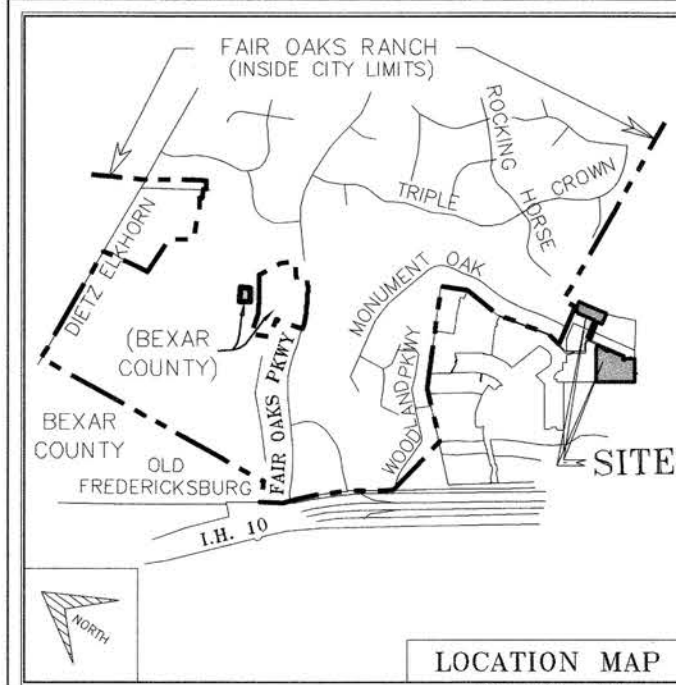 FAIR OAKS RANCH
(INSIDE CITY LIMITS)
ROCKING HORSE
TRIPLE CROWN
DIETZ ELKHORN
MONUMENT OAK
(BEXAR
COUNTY)
FAIR OAKS PKWY
WOODLAND PKWY
BEXAR
COUNTY
OLD
FREDERICKSBURG
SITE
I.H. 10
NORTH
LOCATION MAP